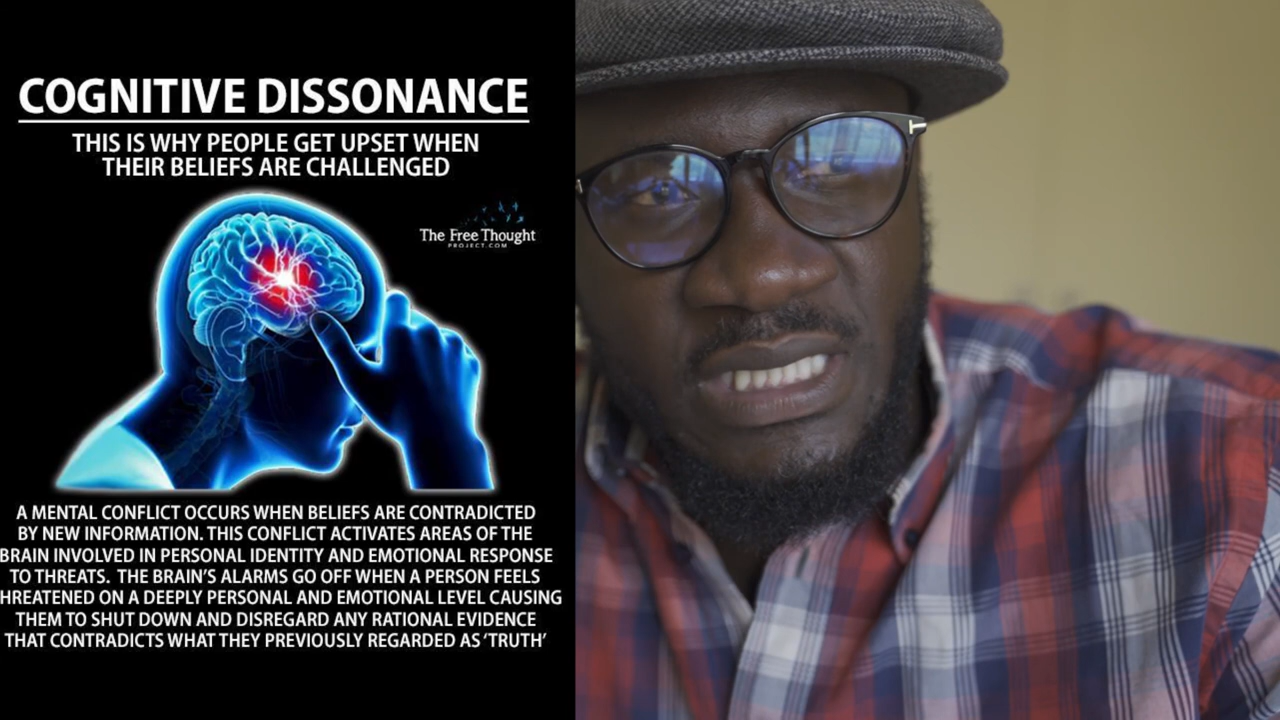 COGNITIVE DISSONANCE
THIS IS WHY PEOPLE GET UPSET WHEN
THEIR BELIEFS ARE CHALLENGED
The Free Thought
PROJECT.COM
A MENTAL CONFLICT OCCURS WHEN BELIEFS ARE CONTRADICTED
BY NEW INFORMATION. THIS CONFLICT ACTIVATES AREAS OF THE
BRAIN INVOLVED IN PERSONAL IDENTITY AND EMOTIONAL RESPONSE
TO THREATS. THE BRAIN'S ALARMS GO OFF WHEN A PERSON FEELS
HREATENED ON A DEEPLY PERSONAL AND EMOTIONAL LEVEL CAUSING
THEM TO SHUT DOWN AND DISREGARD ANY RATIONAL EVIDENCE
THAT CONTRADICTS WHAT THEY PREVIOUSLY REGARDED AS 'TRUTH'